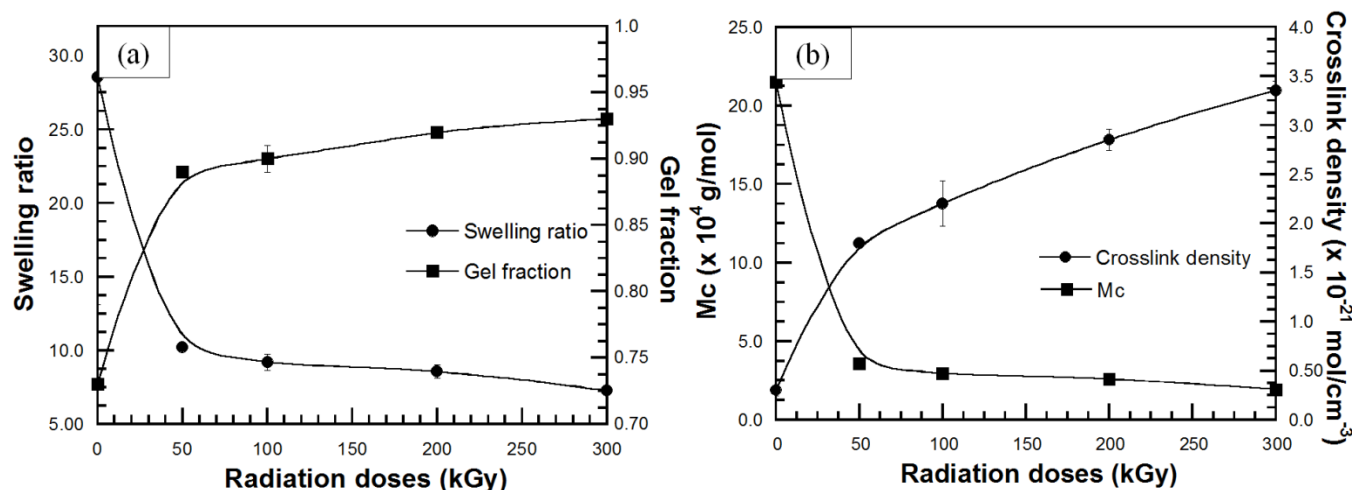 (a)
Swelling ratio
30.0
25.0
20.0
15.0
10.0
5.00
1.0
0.95
0.90
0.85
0.80
0.75
0.70
Gel fraction
Swelling ratio
Gel fraction
0 50 100 150 200 250 300
Radiation doses (kGy)
(b)
Mc (x 10⁴ g/mol)
25.0
20.0
15.0
10.0
5.0
0.0
4.0
3.5
3.0
2.5
2.0
1.5
1.0
0.50
0.0
Crosslink density (x 10⁻²¹ mol/cm⁻³)
Crosslink density
Mc
0 50 100 150 200 250 300
Radiation doses (kGy)